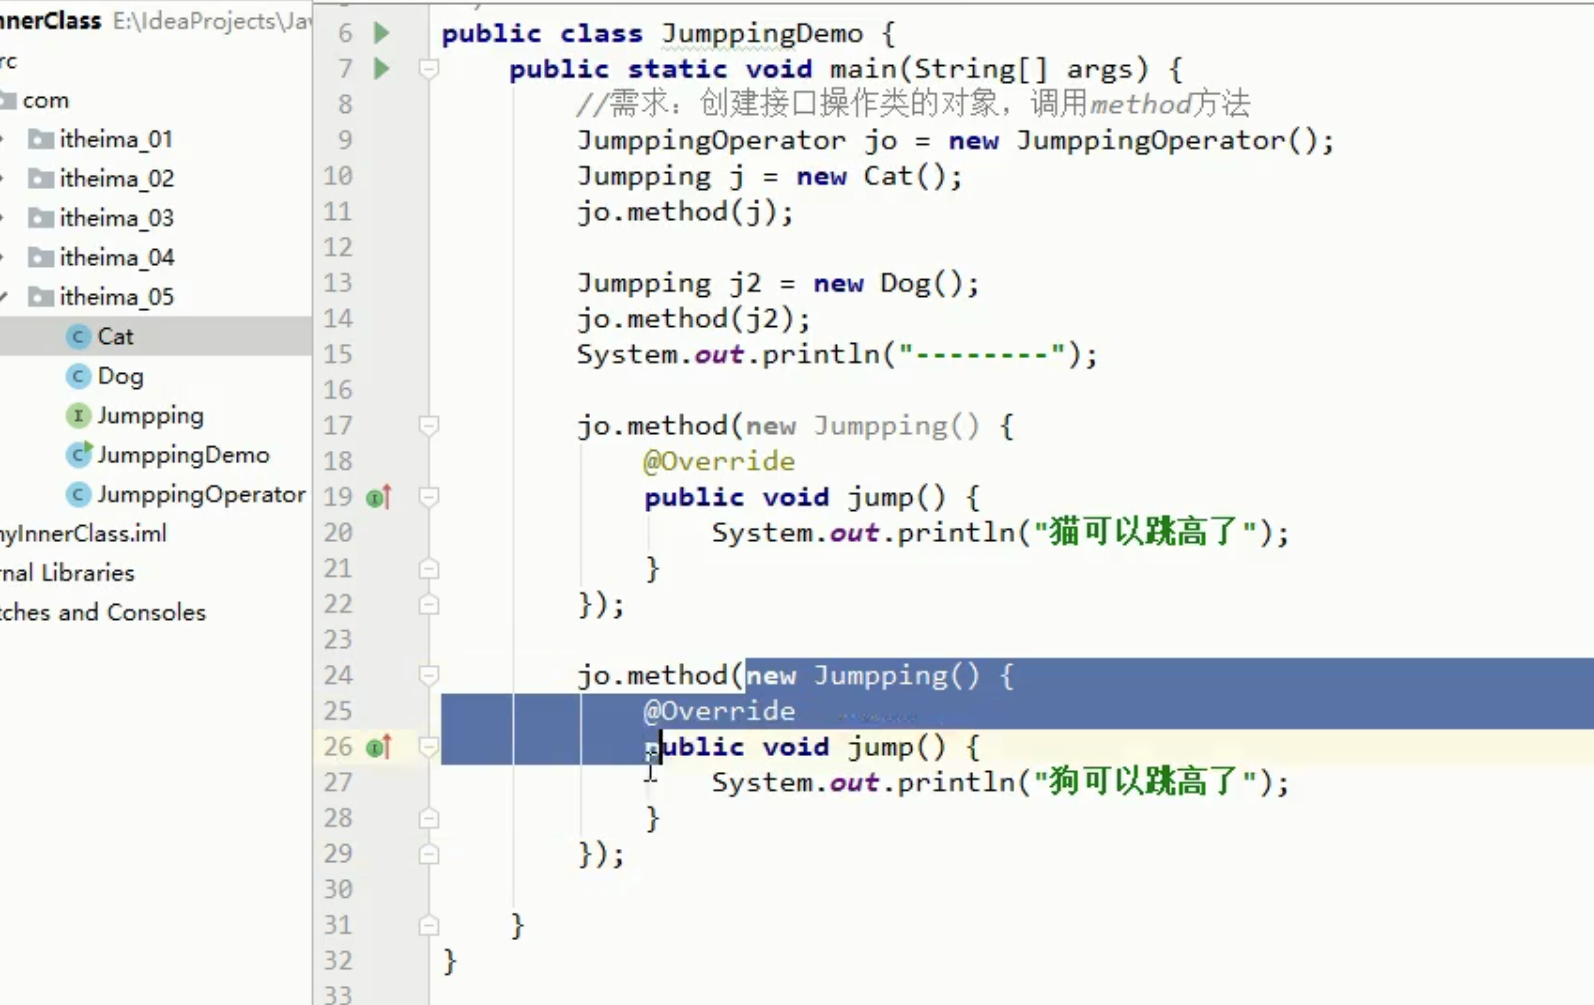 nnerClass E:\IdeaProjects\Jav
rc
com
itheima_01
itheima_02
itheima_03
itheima_04
itheima_05
Cat
Dog
Jumpping
JumppingDemo
JumppingOperator
nyInnerClass.iml
nal Libraries
tches and Consoles
6 public class JumppingDemo {
7 public static void main(String[] args) {
8 //需求：创建接口操作类的对象，调用method方法
9 JumppingOperator jo = new JumppingOperator();
10 Jumpping j = new Cat();
11 jo.method(j);
12
13 Jumpping j2 = new Dog();
14 jo.method(j2);
15 System.out.println("--------");
16
17 jo.method(new Jumpping() {
18 @Override
19 public void jump() {
20 System.out.println("猫可以跳高了");
21 }
22 });
23
24 jo.method(new Jumpping() {
25 @Override
26 public void jump() {
27 System.out.println("狗可以跳高了");
28 }
29 });
30
31 }
32 }
33